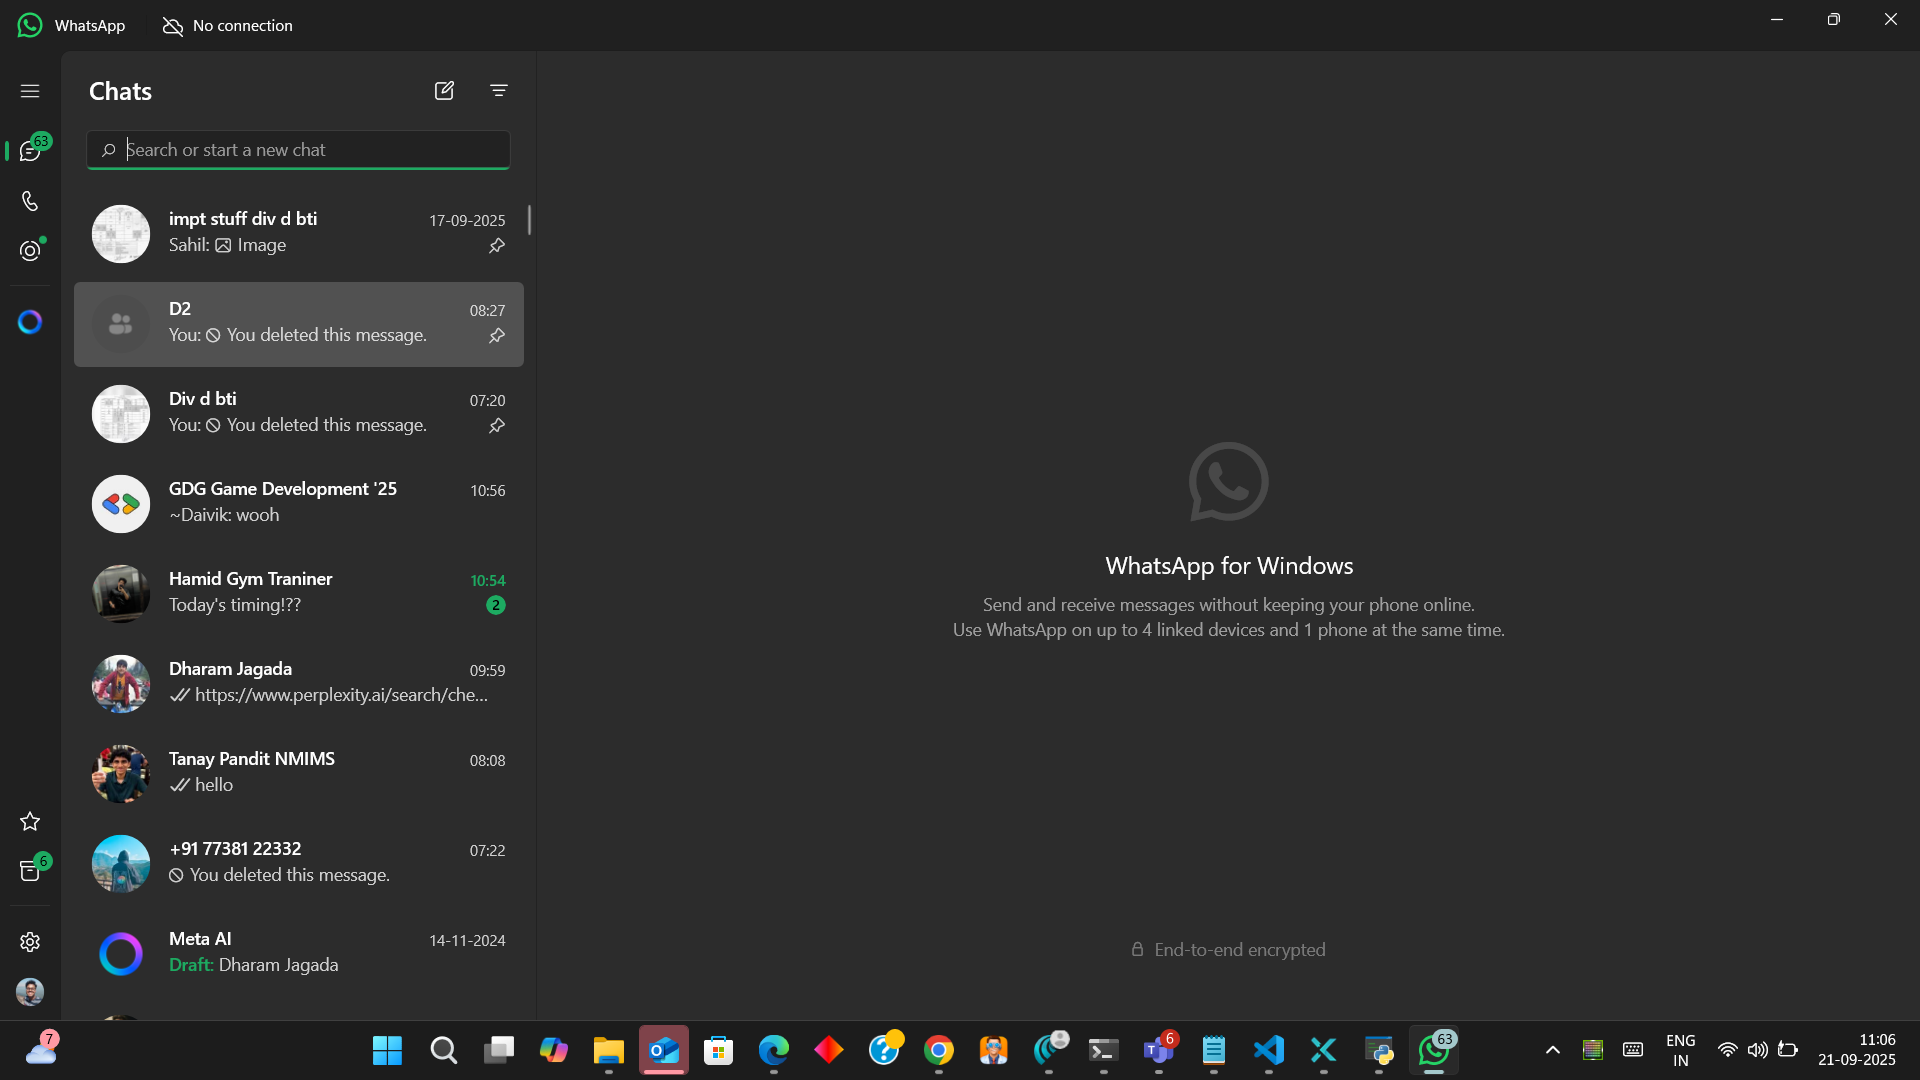 WhatsApp
No connection
Chats
63
Search or start a new chat
impt stuff div d bti
17-09-2025
Sahil: Image
D2
08:27
You: You deleted this message.
Div d bti
07:20
You: You deleted this message.
GDG Game Development '25
10:56
~Daivik: wooh
Hamid Gym Traniner
10:54
Today's timing!??
2
Dharam Jagada
09:59
https://www.perplexity.ai/search/che...
Tanay Pandit NMIMS
08:08
hello
+91 77381 22332
07:22
You deleted this message.
6
Meta AI
14-11-2024
Draft: Dharam Jagada
WhatsApp for Windows
Send and receive messages without keeping your phone online.
Use WhatsApp on up to 4 linked devices and 1 phone at the same time.
End-to-end encrypted
7
6
63
ENG
IN
11:06
21-09-2025